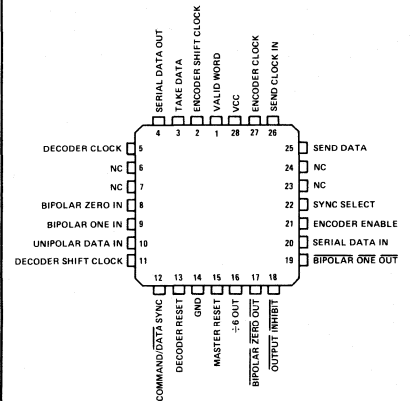 SERIAL DATA OUT
TAKE DATA
ENCODER SHIFT CLOCK
VALID WORD
VCC
ENCODER CLOCK
SEND CLOCK IN
4 3 2 1 28 27 26
DECODER CLOCK 5
NC 6
NC 7
BIPOLAR ZERO IN 8
BIPOLAR ONE IN 9
UNIPOLAR DATA IN 10
DECODER SHIFT CLOCK 11
25 SEND DATA
24 NC
23 NC
22 SYNC SELECT
21 ENCODER ENABLE
20 SERIAL DATA IN
19 BIPOLAR ONE OUT
12 13 14 15 16 17 18
COMMAND/DATA SYNC
DECODER RESET
GND
MASTER RESET
÷6 OUT
BIPOLAR ZERO OUT
OUTPUT INHIBIT